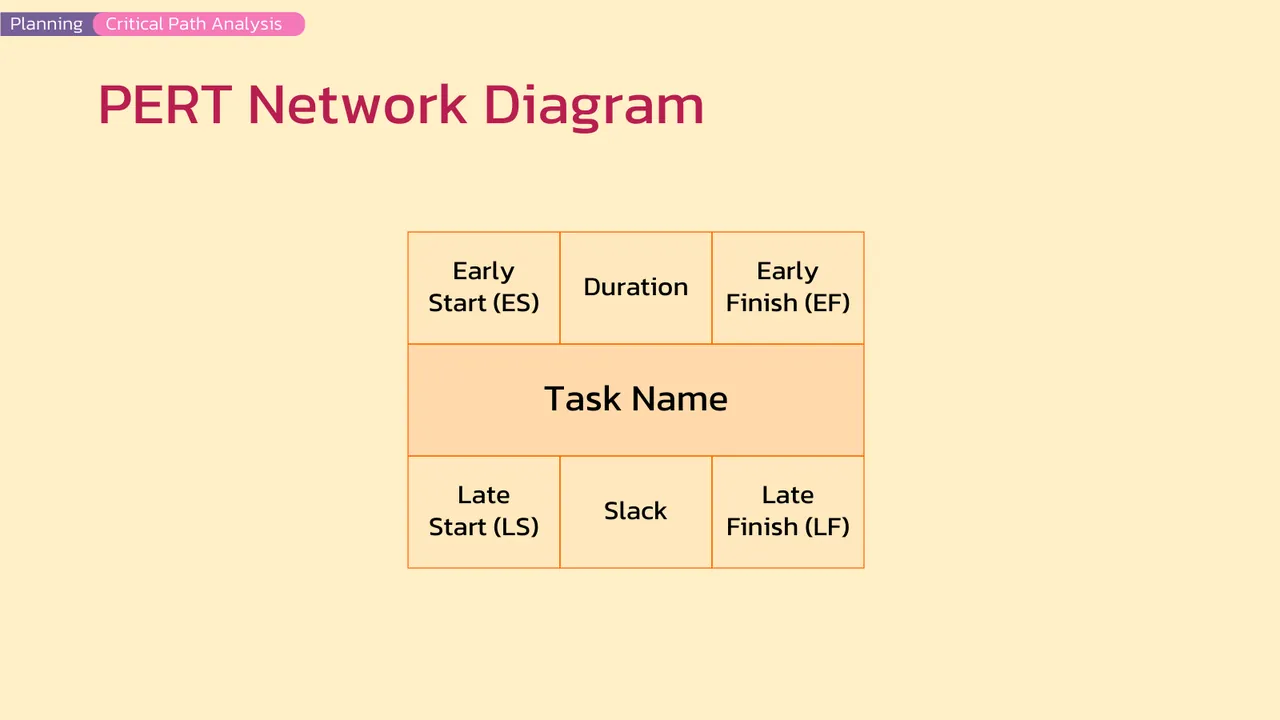 Planning Critical Path Analysis
PERT Network Diagram
Early
Start (ES)
Duration
Early
Finish (EF)
Task Name
Late
Start (LS)
Slack
Late
Finish (LF)